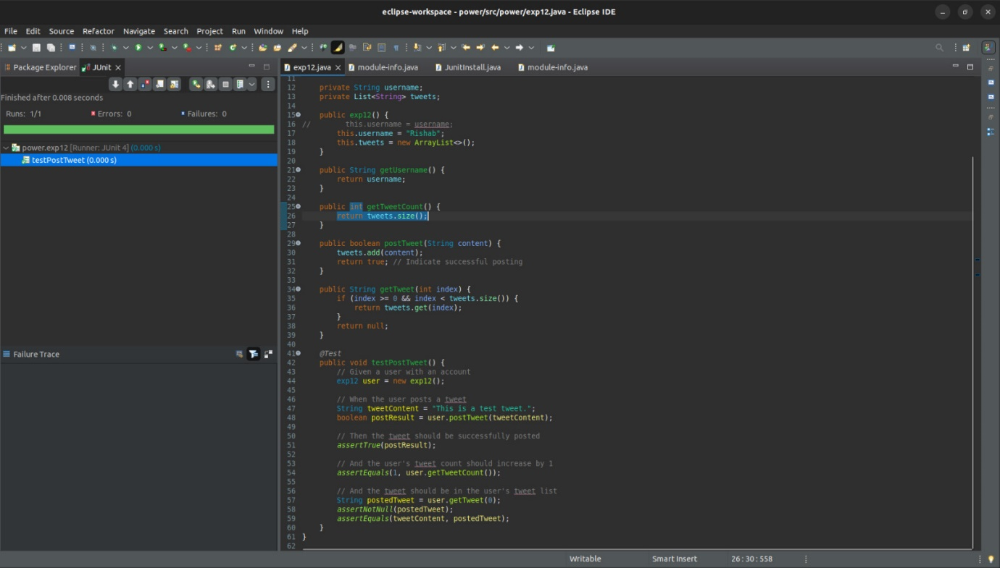 eclipse-workspace - power/src/power/exp12.java - Eclipse IDE
File Edit Source Refactor Navigate Search Project Run Window Help
Package Explorer JUnit
Finished after 0.008 seconds
Runs: 1/1 Errors: 0 Failures: 0
power.exp12 [Runner: JUnit 4] (0.000 s)
testPostTweet (0.000 s)
Failure Trace
exp12.java module-info.java JunitInstall.java module-info.java
11
12 private String username;
13 private List<String> tweets;
14
15 public exp12() {
16 // this.username = username;
17 this.username = "Rishab";
18 this.tweets = new ArrayList<>();
19 }
20
21 public String getUsername() {
22 return username;
23 }
24
25 public int getTweetCount() {
26 return tweets.size();
27 }
28
29 public boolean postTweet(String content) {
30 tweets.add(content);
31 return true; // Indicate successful posting
32 }
33
34 public String getTweet(int index) {
35 if (index >= 0 && index < tweets.size()) {
36 return tweets.get(index);
37 }
38 return null;
39 }
40
41 @Test
42 public void testPostTweet() {
43 // Given a user with an account
44 exp12 user = new exp12();
45
46 // When the user posts a tweet
47 String tweetContent = "This is a test tweet.";
48 boolean postResult = user.postTweet(tweetContent);
49
50 // Then the tweet should be successfully posted
51 assertTrue(postResult);
52
53 // And the user's tweet count should increase by 1
54 assertEquals(1, user.getTweetCount());
55
56 // And the tweet should be in the user's tweet list
57 String postedTweet = user.getTweet(0);
58 assertNotNull(postedTweet);
59 assertEquals(tweetContent, postedTweet);
60 }
61 }
62
Writable Smart Insert 26:30:558